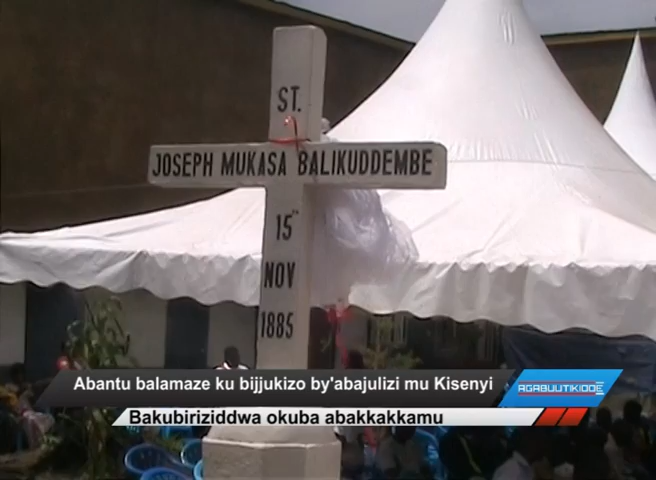 ST.
JOSEPH MUKASA BALIKUDDEMBE
15TH
NOV
1885
Abantu balamaze ku bijjukizo by'abajulizi mu Kisenyi
AGABUUTIKIDDE
Bakubiriziddwa okuba abakkakkamu